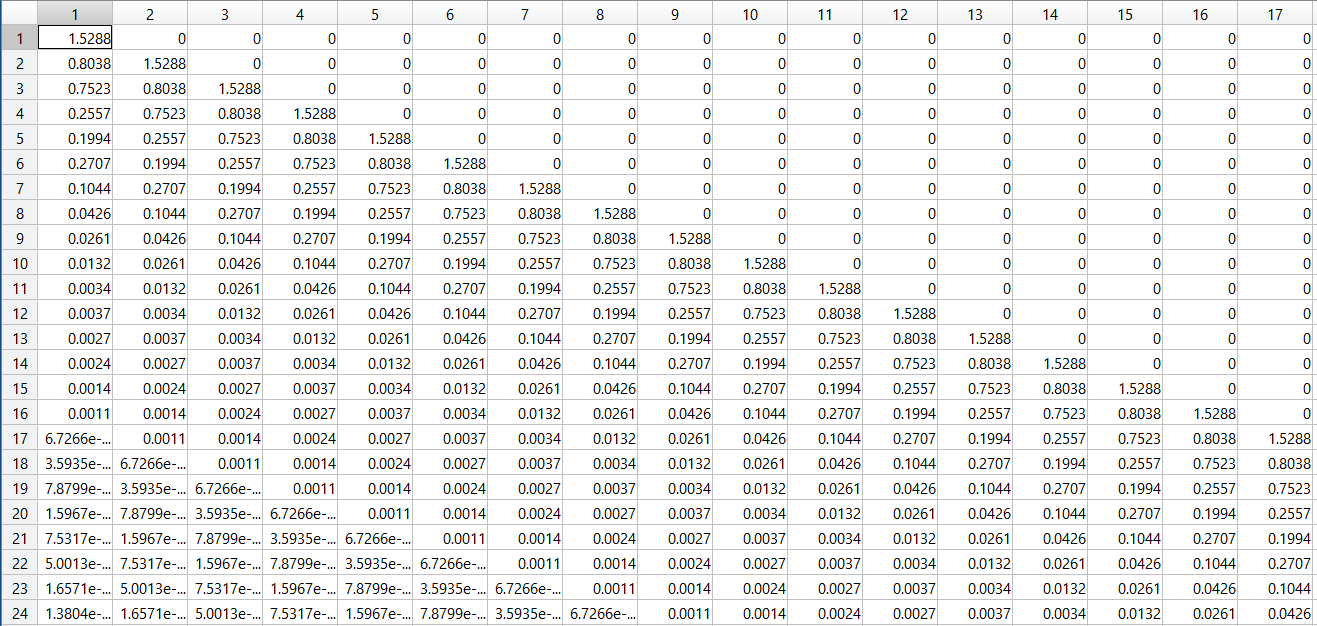 1 2 3 4 5 6 7 8 9 10 11 12 13 14 15 16 17
1 1.5288 0 0 0 0 0 0 0 0 0 0 0 0 0 0 0 0
2 0.8038 1.5288 0 0 0 0 0 0 0 0 0 0 0 0 0 0 0
3 0.7523 0.8038 1.5288 0 0 0 0 0 0 0 0 0 0 0 0 0 0
4 0.2557 0.7523 0.8038 1.5288 0 0 0 0 0 0 0 0 0 0 0 0 0
5 0.1994 0.2557 0.7523 0.8038 1.5288 0 0 0 0 0 0 0 0 0 0 0 0
6 0.2707 0.1994 0.2557 0.7523 0.8038 1.5288 0 0 0 0 0 0 0 0 0 0 0
7 0.1044 0.2707 0.1994 0.2557 0.7523 0.8038 1.5288 0 0 0 0 0 0 0 0 0 0
8 0.0426 0.1044 0.2707 0.1994 0.2557 0.7523 0.8038 1.5288 0 0 0 0 0 0 0 0 0
9 0.0261 0.0426 0.1044 0.2707 0.1994 0.2557 0.7523 0.8038 1.5288 0 0 0 0 0 0 0 0
10 0.0132 0.0261 0.0426 0.1044 0.2707 0.1994 0.2557 0.7523 0.8038 1.5288 0 0 0 0 0 0 0
11 0.0034 0.0132 0.0261 0.0426 0.1044 0.2707 0.1994 0.2557 0.7523 0.8038 1.5288 0 0 0 0 0 0
12 0.0037 0.0034 0.0132 0.0261 0.0426 0.1044 0.2707 0.1994 0.2557 0.7523 0.8038 1.5288 0 0 0 0 0
13 0.0027 0.0037 0.0034 0.0132 0.0261 0.0426 0.1044 0.2707 0.1994 0.2557 0.7523 0.8038 1.5288 0 0 0 0
14 0.0024 0.0027 0.0037 0.0034 0.0132 0.0261 0.0426 0.1044 0.2707 0.1994 0.2557 0.7523 0.8038 1.5288 0 0 0
15 0.0014 0.0024 0.0027 0.0037 0.0034 0.0132 0.0261 0.0426 0.1044 0.2707 0.1994 0.2557 0.7523 0.8038 1.5288 0 0
16 0.0011 0.0014 0.0024 0.0027 0.0037 0.0034 0.0132 0.0261 0.0426 0.1044 0.2707 0.1994 0.2557 0.7523 0.8038 1.5288 0
17 6.7266e-... 0.0011 0.0014 0.0024 0.0027 0.0037 0.0034 0.0132 0.0261 0.0426 0.1044 0.2707 0.1994 0.2557 0.7523 0.8038 1.5288
18 3.5935e-... 6.7266e-... 0.0011 0.0014 0.0024 0.0027 0.0037 0.0034 0.0132 0.0261 0.0426 0.1044 0.2707 0.1994 0.2557 0.7523 0.8038
19 7.8799e-... 3.5935e-... 6.7266e-... 0.0011 0.0014 0.0024 0.0027 0.0037 0.0034 0.0132 0.0261 0.0426 0.1044 0.2707 0.1994 0.2557 0.7523
20 1.5967e-... 7.8799e-... 3.5935e-... 6.7266e-... 0.0011 0.0014 0.0024 0.0027 0.0037 0.0034 0.0132 0.0261 0.0426 0.1044 0.2707 0.1994 0.2557
21 7.5317e-... 1.5967e-... 7.8799e-... 3.5935e-... 6.7266e-... 0.0011 0.0014 0.0024 0.0027 0.0037 0.0034 0.0132 0.0261 0.0426 0.1044 0.2707 0.1994
22 5.0013e-... 7.5317e-... 1.5967e-... 7.8799e-... 3.5935e-... 6.7266e-... 0.0011 0.0014 0.0024 0.0027 0.0037 0.0034 0.0132 0.0261 0.0426 0.1044 0.2707
23 1.6571e-... 5.0013e-... 7.5317e-... 1.5967e-... 7.8799e-... 3.5935e-... 6.7266e-... 0.0011 0.0014 0.0024 0.0027 0.0037 0.0034 0.0132 0.0261 0.0426 0.1044
24 1.3804e-... 1.6571e-... 5.0013e-... 7.5317e-... 1.5967e-... 7.8799e-... 3.5935e-... 6.7266e-... 0.0011 0.0014 0.0024 0.0027 0.0037 0.0034 0.0132 0.0261 0.0426